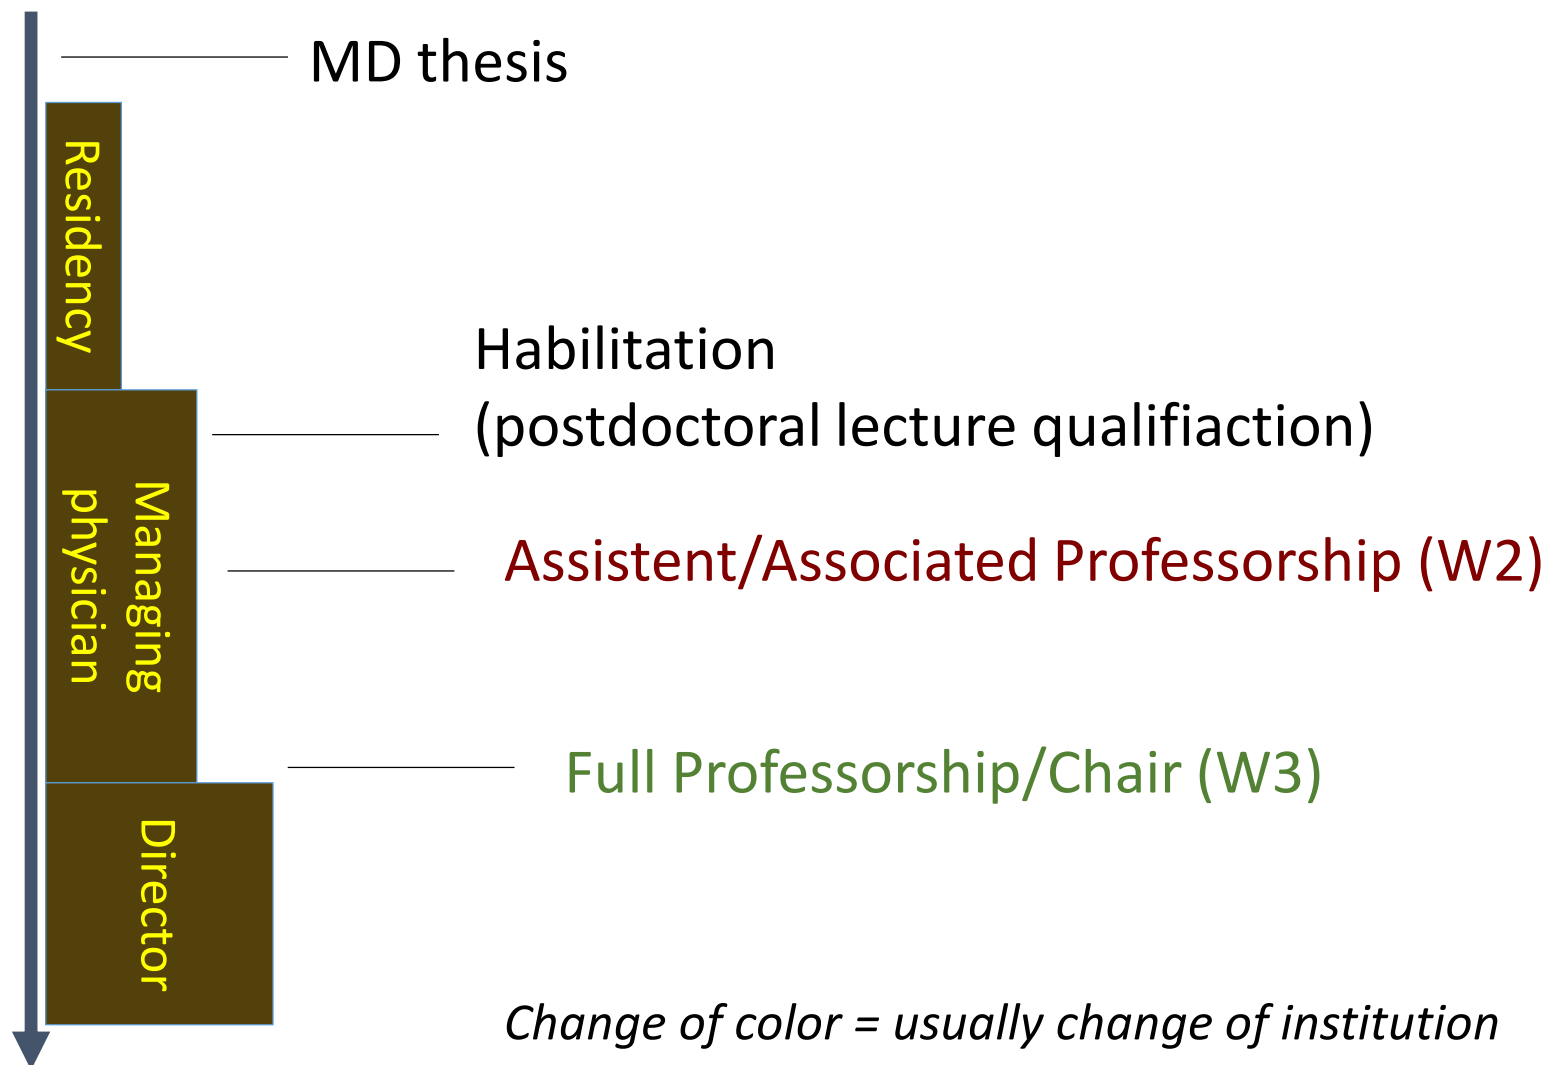 MD thesis
Residency
Habilitation
(postdoctoral lecture qualifiaction)
Managing
physician
Assistent/Associated Professorship (W2)
Full Professorship/Chair (W3)
Director
Change of color = usually change of institution